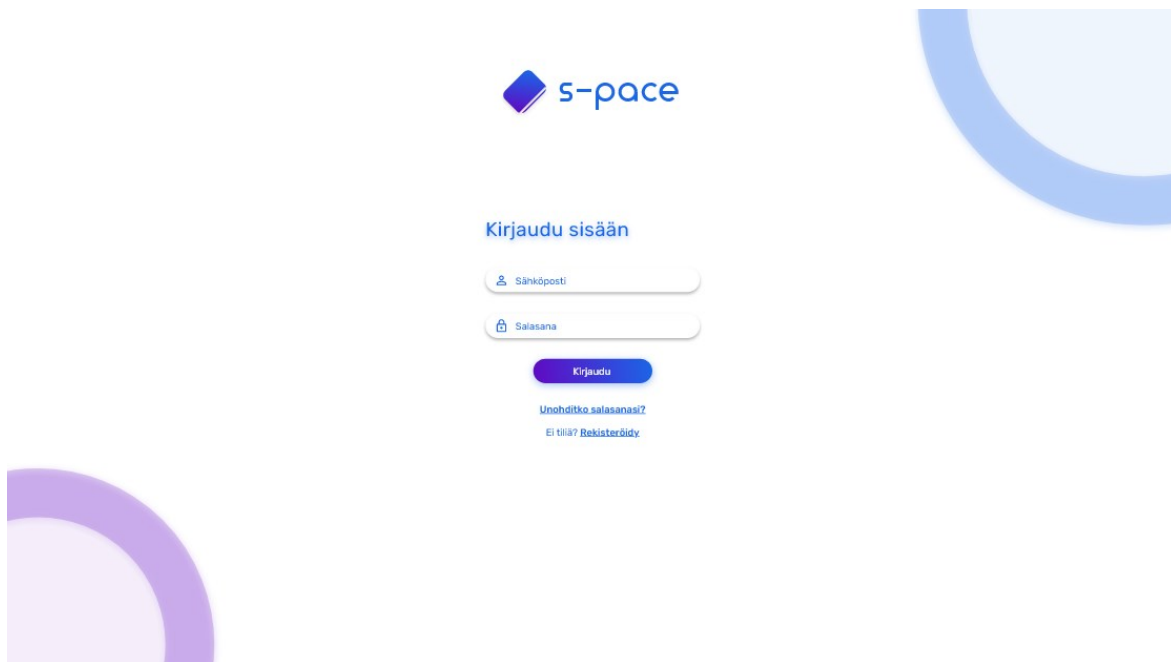 s-pace
Kirjaudu sisään
Sähköposti
Salasana
Kirjaudu
Unohditko salasanasi?
Ei tiliä? Rekisteröidy